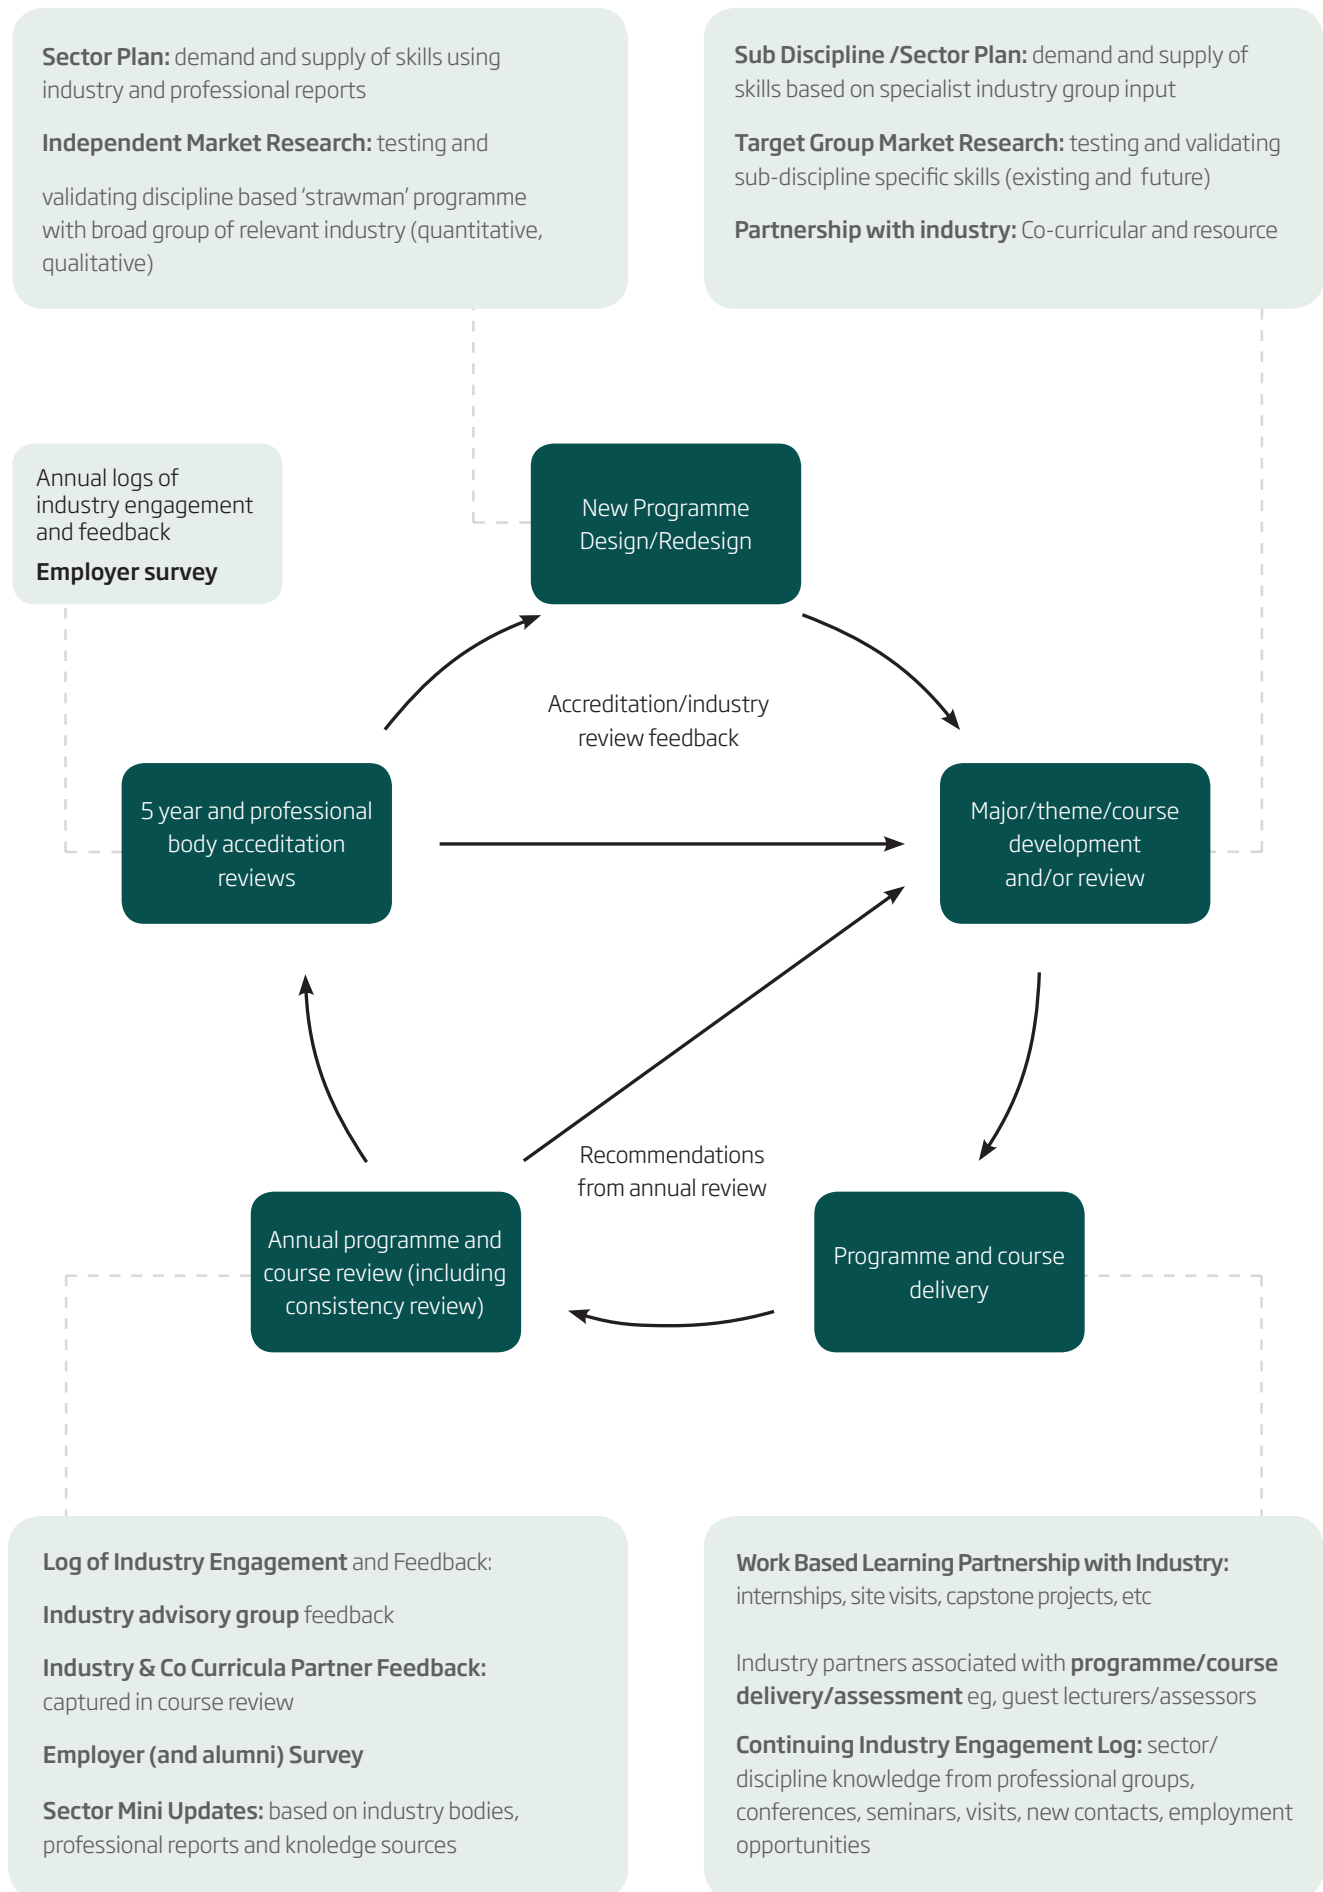 Sector Plan: demand and supply of skills using
industry and professional reports
Independent Market Research: testing and
validating discipline based ‘strawman’ programme
with broad group of relevant industry (quantitative,
qualitative)
Sub Discipline /Sector Plan: demand and supply of
skills based on specialist industry group input
Target Group Market Research: testing and validating
sub-discipline specific skills (existing and future)
Partnership with industry: Co-curricular and resource
Annual logs of
industry engagement
and feedback
Employer survey
New Programme
Design/Redesign
Accreditation/industry
review feedback
5 year and professional
body acceditation
reviews
Major/theme/course
development
and/or review
Recommendations
from annual review
Annual programme and
course review (including
consistency review)
Programme and course
delivery
Log of Industry Engagement and Feedback:
Industry advisory group feedback
Industry & Co Curricula Partner Feedback:
captured in course review
Employer (and alumni) Survey
Sector Mini Updates: based on industry bodies,
professional reports and knoledge sources
Work Based Learning Partnership with Industry:
internships, site visits, capstone projects, etc
Industry partners associated with programme/course
delivery/assessment eg, guest lecturers/assessors
Continuing Industry Engagement Log: sector/
discipline knowledge from professional groups,
conferences, seminars, visits, new contacts, employment
opportunities